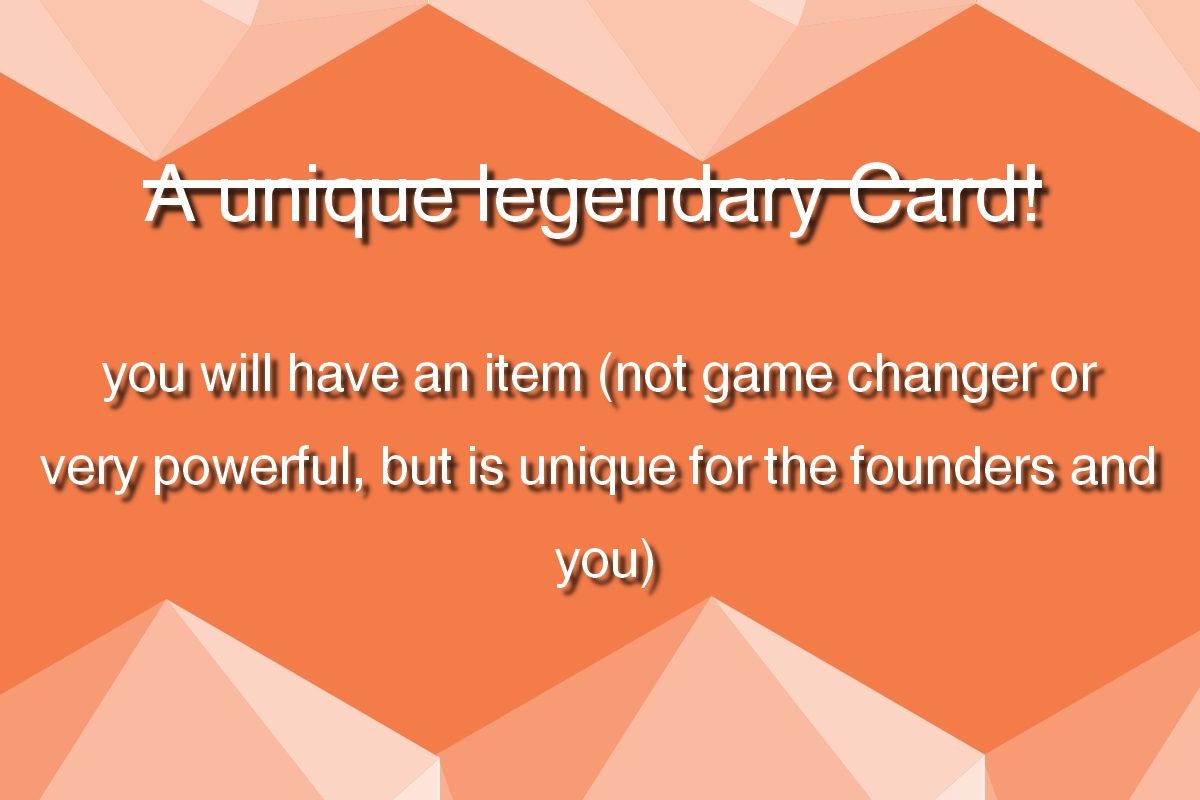 A unique legendary Card!
you will have an item (not game changer or
very powerful, but is unique for the founders and
you)